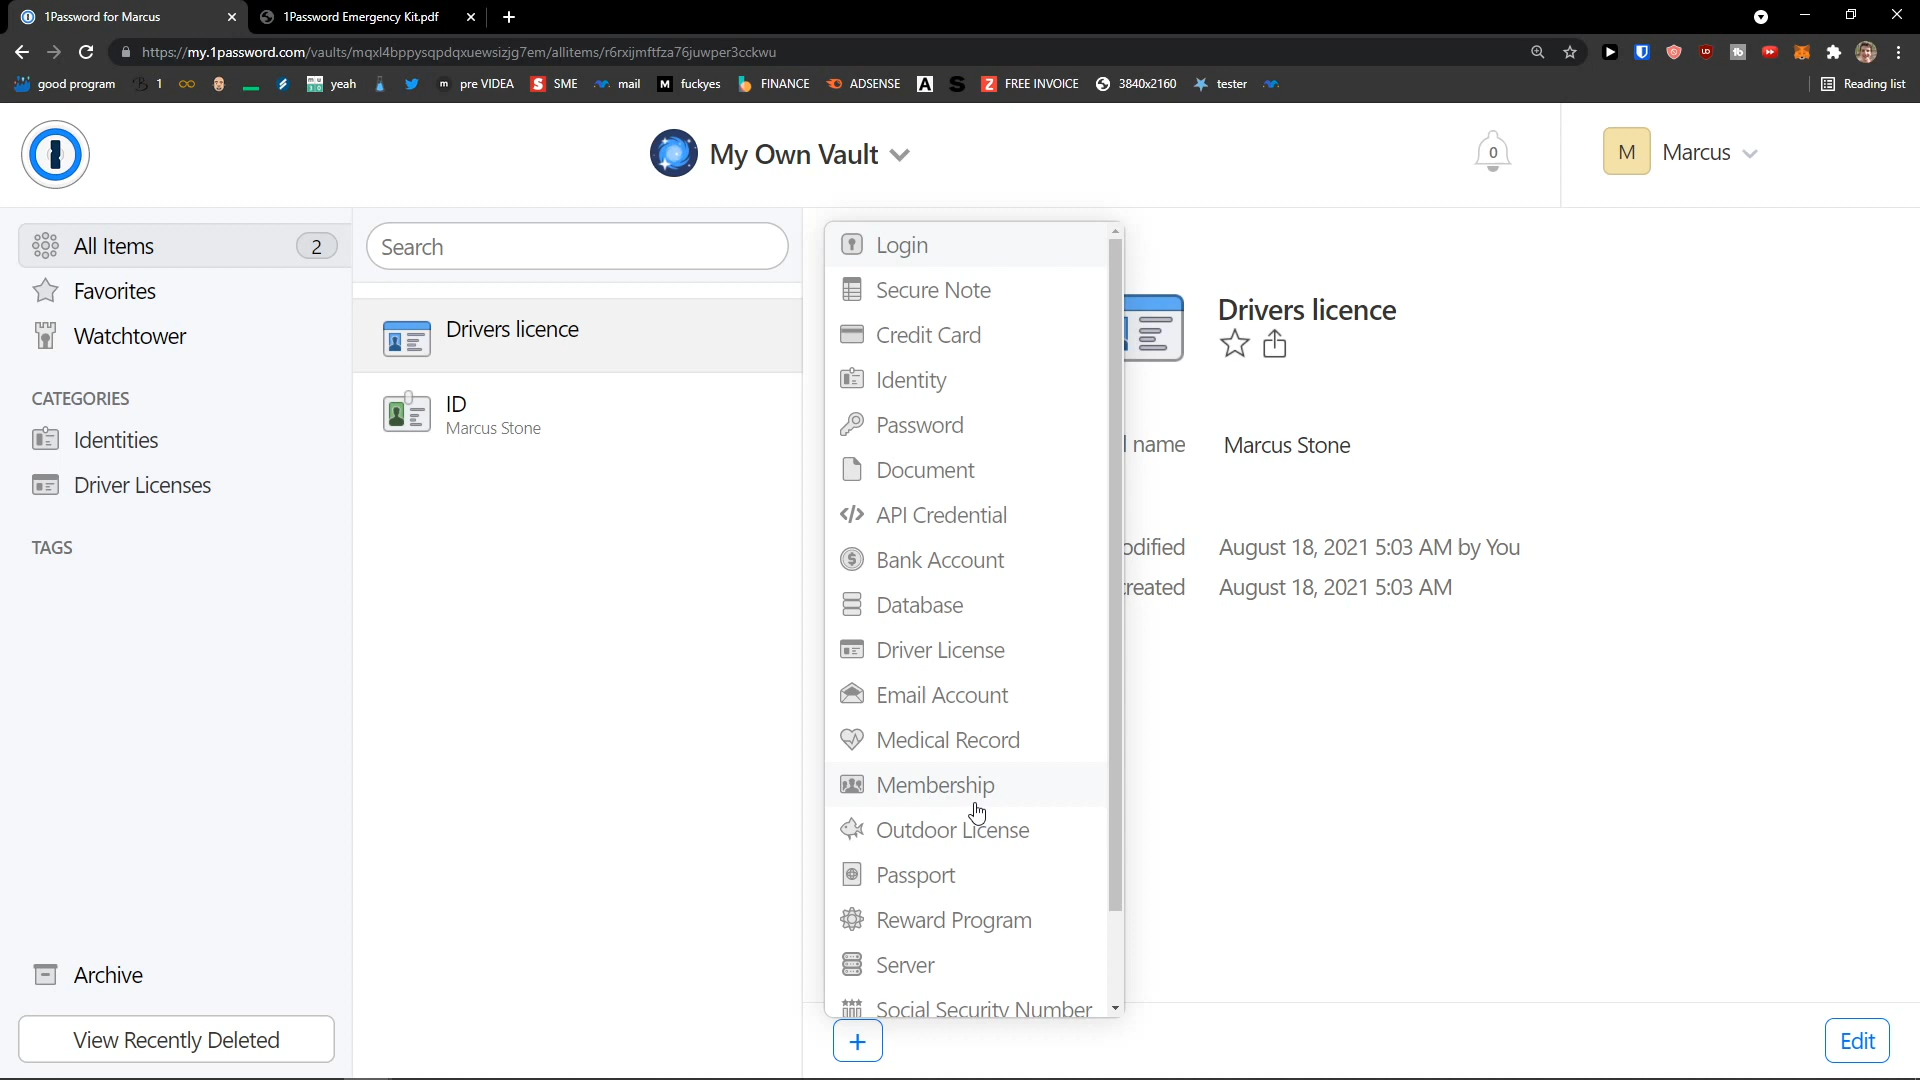 1Password for Marcus
1Password Emergency Kit.pdf
https://my.1password.com/vaults/mqxl4bppysqpdqxuewsizjg7em/allitems/r6rxijmftfza76juwper3cckwu
good program
1
yeah
pre VIDEA
SME
mail
fuckyes
FINANCE
ADSENSE
FREE INVOICE
3840x2160
tester
Reading list
My Own Vault
0
M
Marcus
All Items
2
Favorites
Watchtower
CATEGORIES
Identities
Driver Licenses
TAGS
Archive
View Recently Deleted
Search
Drivers licence
ID
Marcus Stone
Login
Secure Note
Credit Card
Identity
Password
Document
API Credential
Bank Account
Database
Driver License
Email Account
Medical Record
Membership
Outdoor License
Passport
Reward Program
Server
Social Security Number
+
Drivers licence
l name Marcus Stone
odified August 18, 2021 5:03 AM by You
created August 18, 2021 5:03 AM
Edit